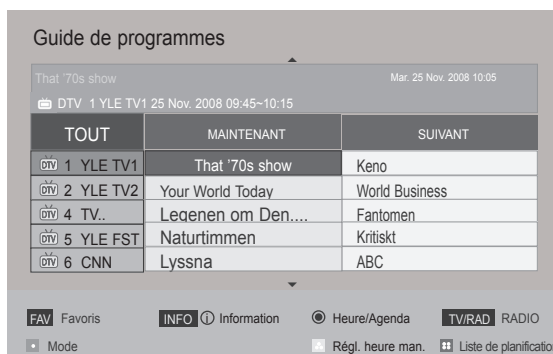 Guide de programmes
That '70s show Mar. 25 Nov. 2008 10:05
DTV 1 YLE TV1 25 Nov. 2008 09:45~10:15
TOUT MAINTENANT SUIVANT
DTV 1 YLE TV1 That '70s show Keno
DTV 2 YLE TV2 Your World Today World Business
DTV 4 TV.. Legenen om Den.... Fantomen
DTV 5 YLE FST Naturtimmen Kritiskt
DTV 6 CNN Lyssna ABC
FAV Favoris INFO i Information Heure/Agenda TV/RAD RADIO
Mode Régl. heure man. Liste de planificatio